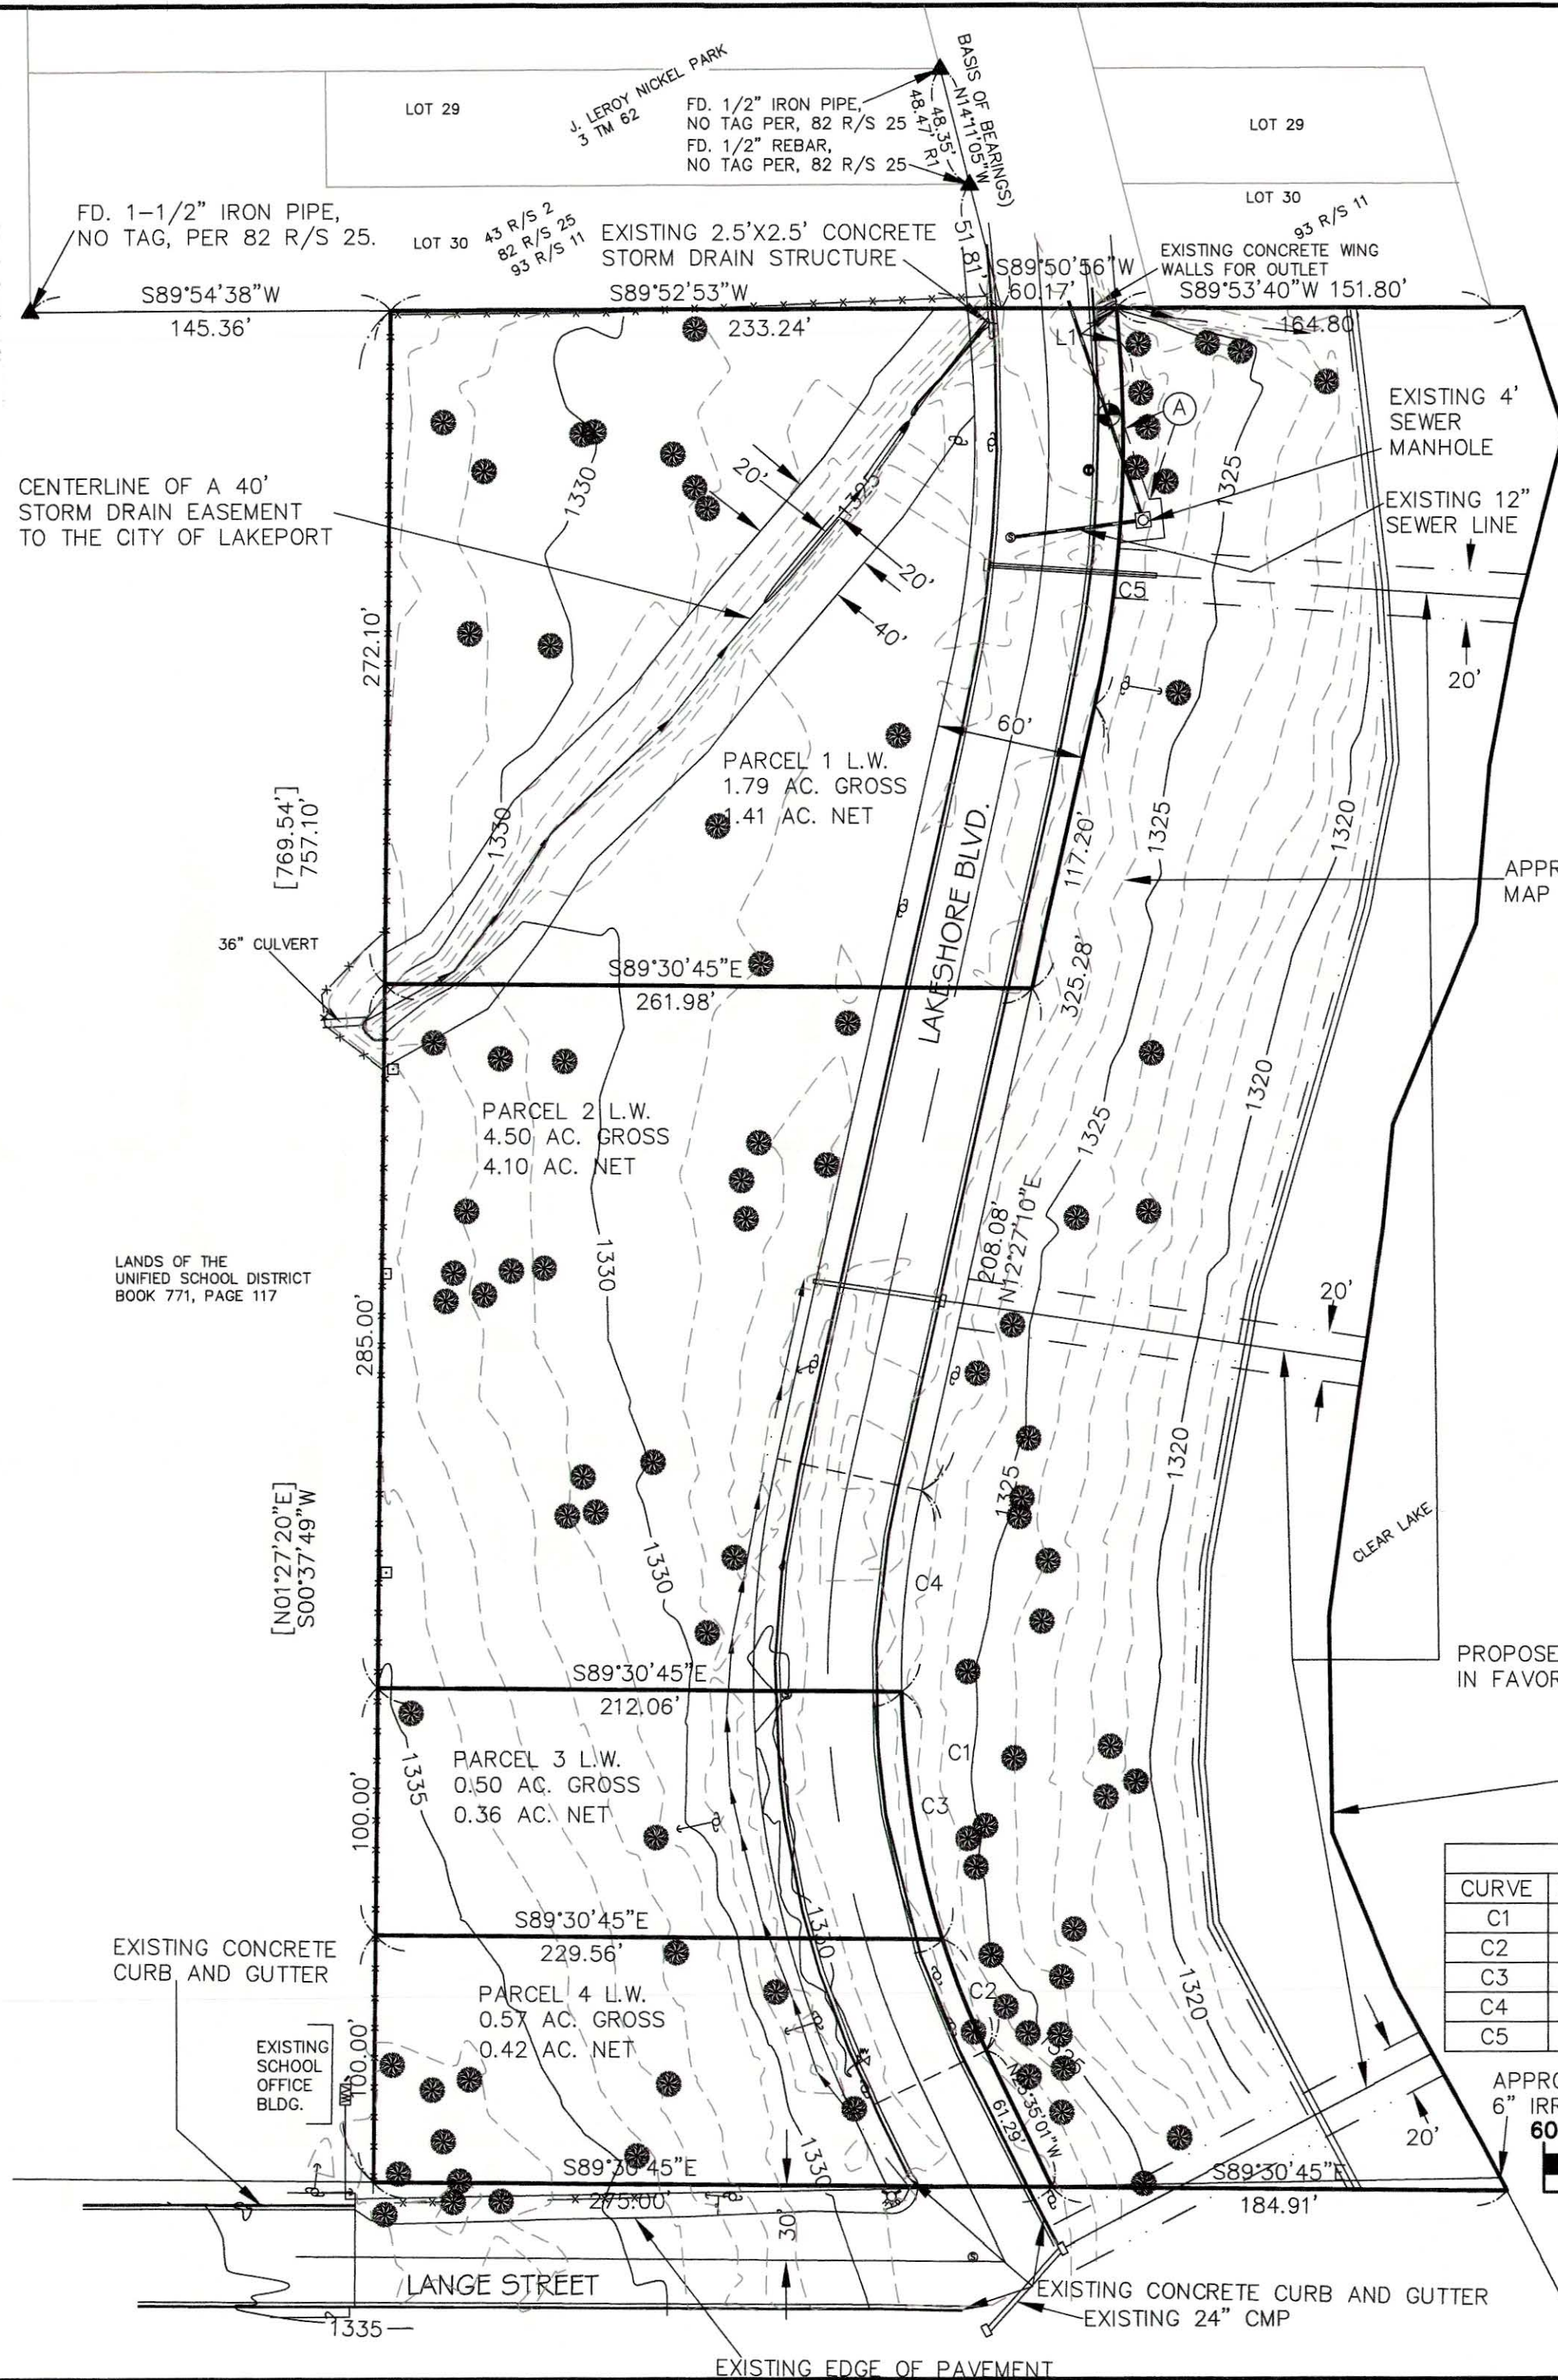 LOT 29
J. LEROY NICKEL PARK
3 TM 62
FD. 1/2" IRON PIPE,
NO TAG PER, 82 R/S 25
FD. 1/2" REBAR,
NO TAG PER, 82 R/S 25
BASIS OF BEARINGS)
N14°11'05"W
48.35'
48.47' R1
LOT 29
LOT 30
93 R/S 11
FD. 1-1/2" IRON PIPE,
NO TAG, PER 82 R/S 25.
LOT 30
43 R/S 2
82 R/S 25
93 R/S 11
EXISTING 2.5'X2.5' CONCRETE
STORM DRAIN STRUCTURE
51.81'
S89°50'56"W
60.17'
EXISTING CONCRETE WING
WALLS FOR OUTLET
S89°53'40"W 151.80'
164.80
S89°54'38"W
145.36'
S89°52'53"W
233.24'
L1
A
EXISTING 4'
SEWER
MANHOLE
EXISTING 12"
SEWER LINE
CENTERLINE OF A 40'
STORM DRAIN EASEMENT
TO THE CITY OF LAKEPORT
1330
20'
1325
20'
40'
1325
C5
20'
272.10'
60'
PARCEL 1 L.W.
1.79 AC. GROSS
1.41 AC. NET
[769.54']
757.10'
1330
LAKESHORE BLVD.
117.20'
1325
1320
APPR
MAP
36" CULVERT
S89°30'45"E
261.98'
325.28'
PARCEL 2 L.W.
4.50 AC. GROSS
4.10 AC. NET
1325
1320
LANDS OF THE
UNIFIED SCHOOL DISTRICT
BOOK 771, PAGE 117
1330
208.08'
N12°27'10"E
20'
285.00'
1320
1325
CLEAR LAKE
[N01°27'20"E]
S00°37'49"W
1330
C4
PROPOSE
IN FAVOR
S89°30'45"E
212.06'
PARCEL 3 L.W.
0.50 AC. GROSS
0.36 AC. NET
1335
100.00'
C1
C3
CURVE
C1
C2
C3
C4
C5
1330
S89°30'45"E
229.56'
EXISTING CONCRETE
CURB AND GUTTER
PARCEL 4 L.W.
0.57 AC. GROSS
0.42 AC. NET
C2
1320
EXISTING
SCHOOL
OFFICE
BLDG.
100.00'
61.29'
APPRO
6" IRR
60
20'
1330
S89°30'45"E
275.00'
S89°30'45"E
184.91'
30'
LANGE STREET
EXISTING CONCRETE CURB AND GUTTER
EXISTING 24" CMP
1335
EXISTING EDGE OF PAVEMENT